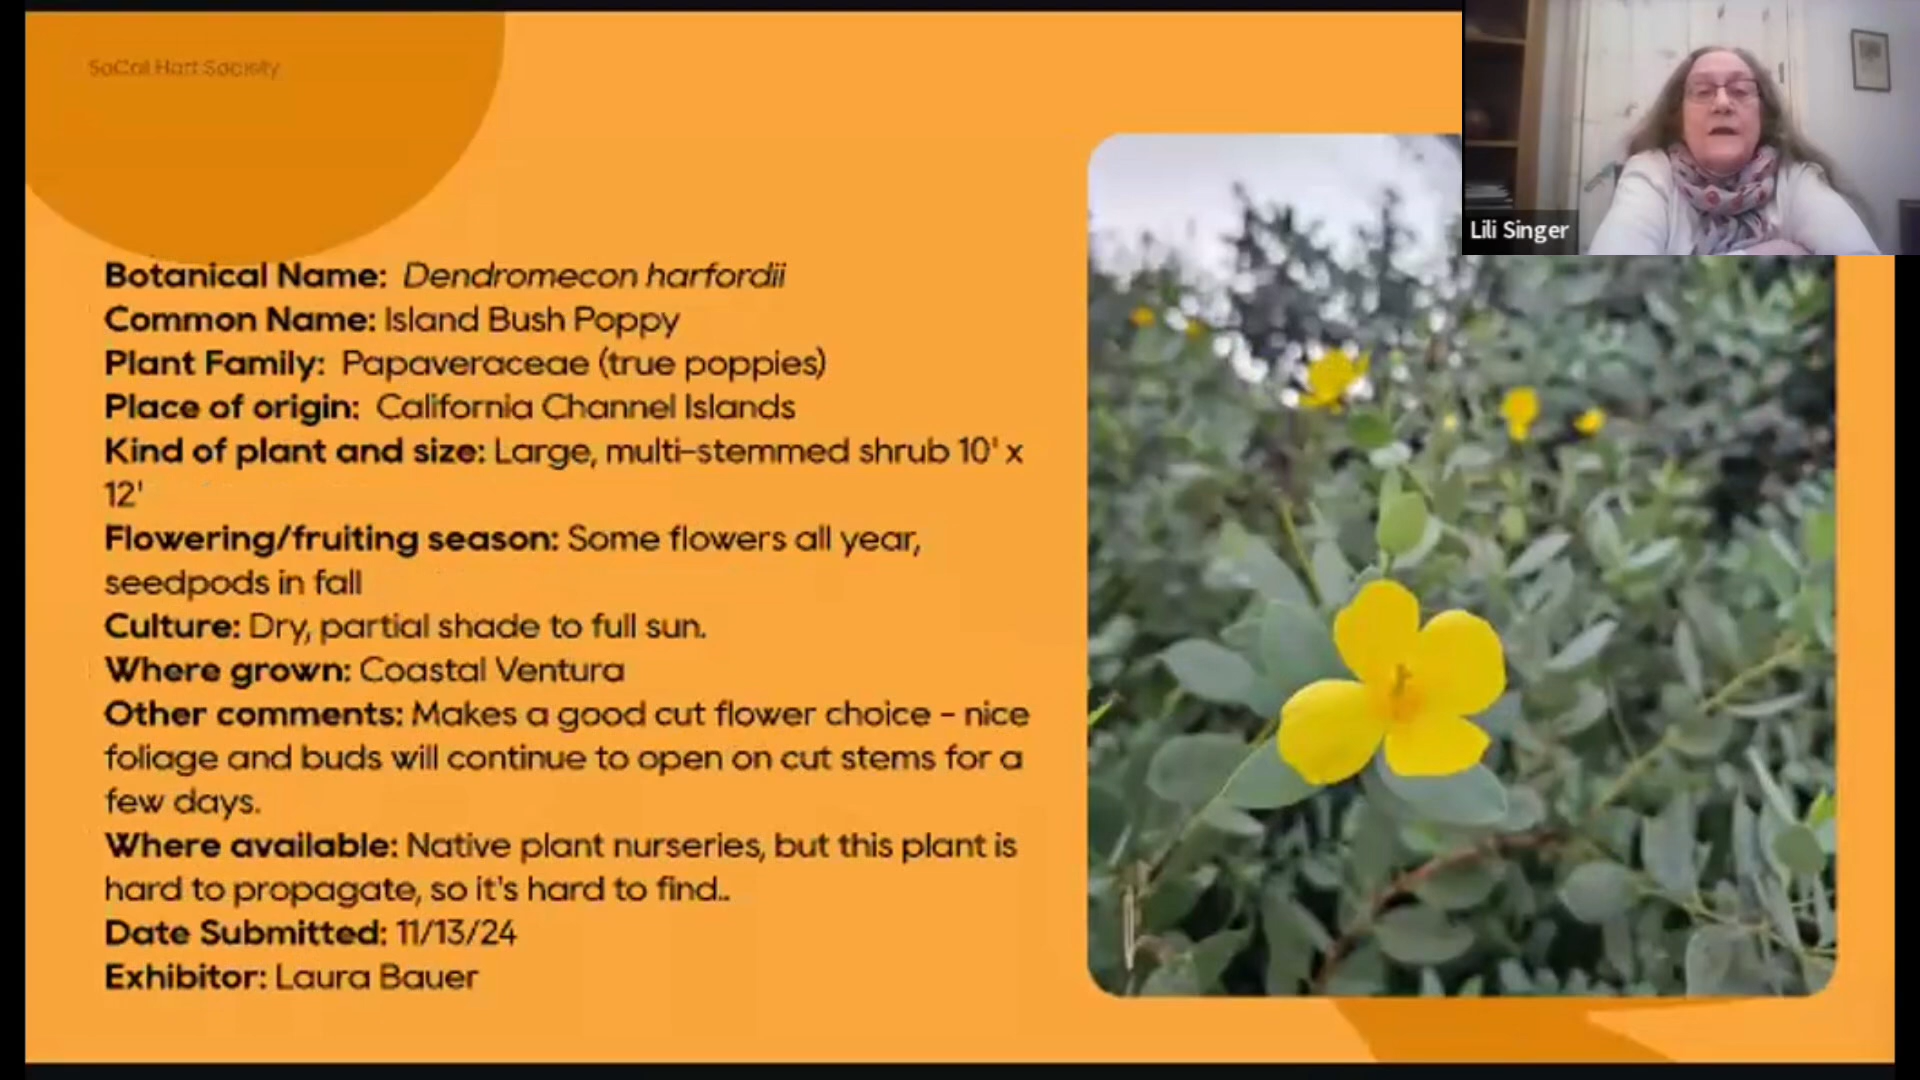 SoCal Hort Society
Lili Singer
Botanical Name: Dendromecon harfordii
Common Name: Island Bush Poppy
Plant Family: Papaveraceae (true poppies)
Place of origin: California Channel Islands
Kind of plant and size: Large, multi-stemmed shrub 10' x
12'
Flowering/fruiting season: Some flowers all year,
seedpods in fall
Culture: Dry, partial shade to full sun.
Where grown: Coastal Ventura
Other comments: Makes a good cut flower choice - nice
foliage and buds will continue to open on cut stems for a
few days.
Where available: Native plant nurseries, but this plant is
hard to propagate, so it's hard to find..
Date Submitted: 11/13/24
Exhibitor: Laura Bauer